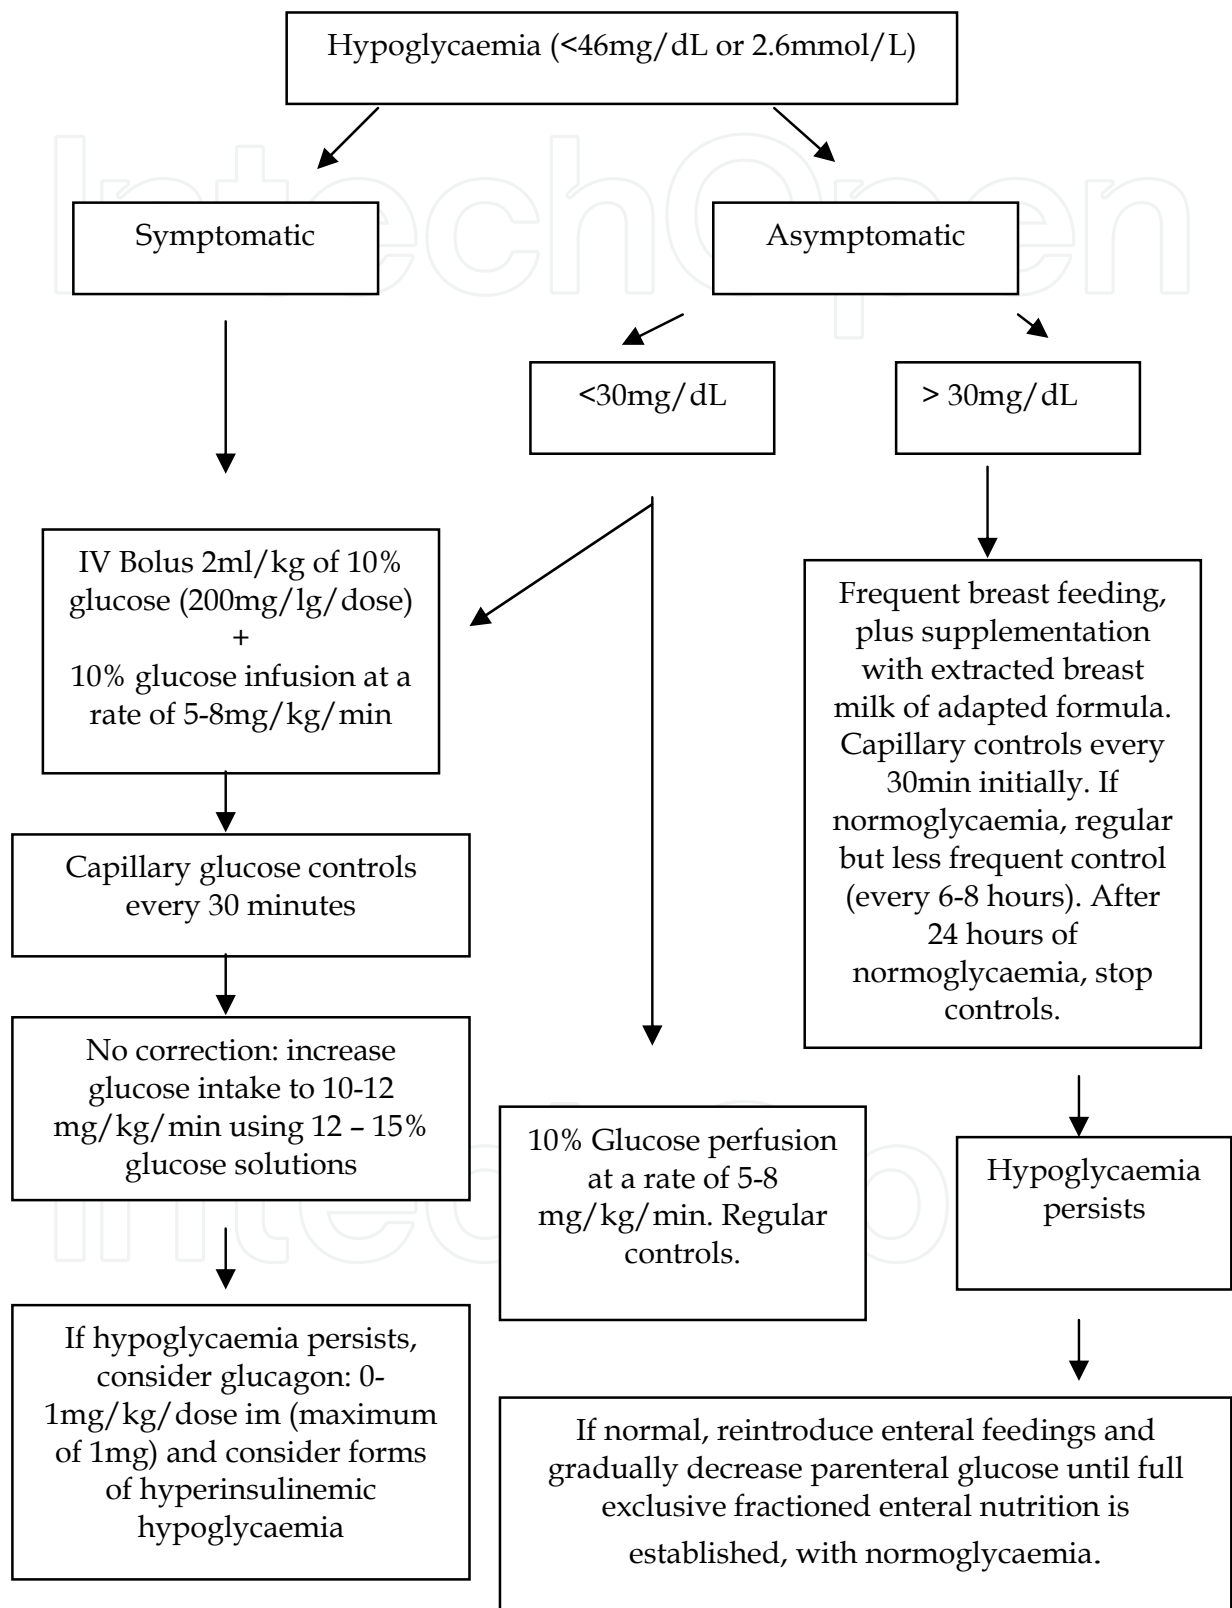 Hypoglycaemia (<46mg/dL or 2.6mmol/L)
Symptomatic
Asymptomatic
<30mg/dL
> 30mg/dL
IV Bolus 2ml/kg of 10%
glucose (200mg/lg/dose)
+
10% glucose infusion at a
rate of 5-8mg/kg/min
Capillary glucose controls
every 30 minutes
No correction: increase
glucose intake to 10-12
mg/kg/min using 12 – 15%
glucose solutions
If hypoglycaemia persists,
consider glucagon: 0-
1mg/kg/dose im (maximum
of 1mg) and consider forms
of hyperinsulinemic
hypoglycaemia
10% Glucose perfusion
at a rate of 5-8
mg/kg/min. Regular
controls.
Frequent breast feeding,
plus supplementation
with extracted breast
milk of adapted formula.
Capillary controls every
30min initially. If
normoglycaemia, regular
but less frequent control
(every 6-8 hours). After
24 hours of
normoglycaemia, stop
controls.
Hypoglycaemia
persists
If normal, reintroduce enteral feedings and
gradually decrease parenteral glucose until full
exclusive fractioned enteral nutrition is
established, with normoglycaemia.
IntechOpen
IntechOpen